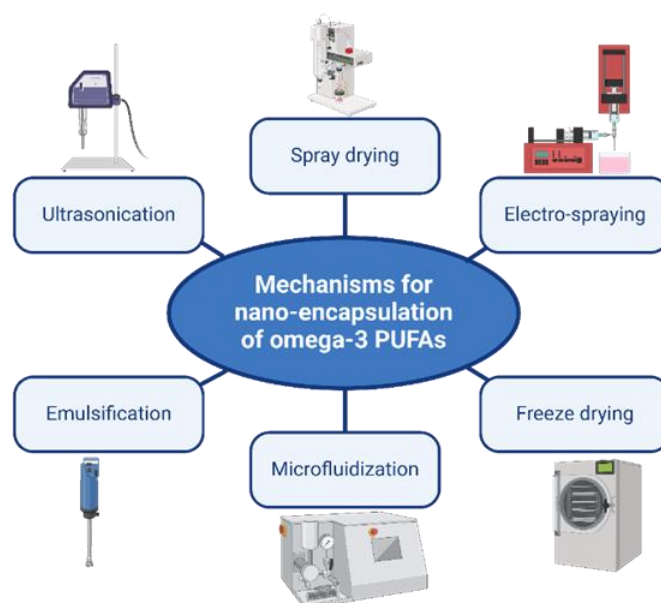 Spray drying
Ultrasonication
Electro-spraying
Mechanisms for
nano-encapsulation
of omega-3 PUFAs
Emulsification
Freeze drying
Microfluidization